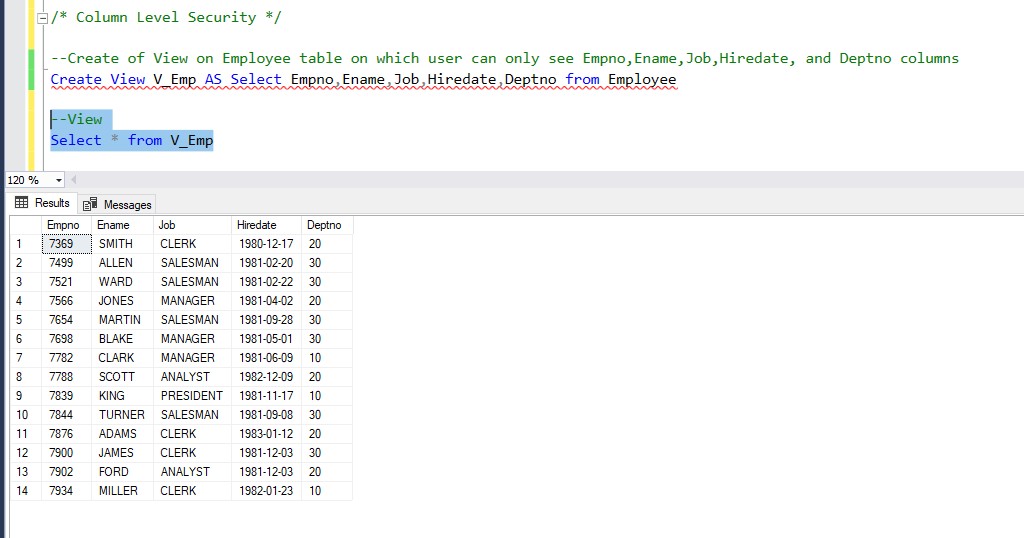 /* Column Level Security */
--Create of View on Employee table on which user can only see Empno,Ename,Job,Hiredate, and Deptno columns
Create View V_Emp AS Select Empno,Ename,Job,Hiredate,Deptno from Employee
--View
Select * from V_Emp
120 %
Results Messages
Empno Ename Job Hiredate Deptno
1 7369 SMITH CLERK 1980-12-17 20
2 7499 ALLEN SALESMAN 1981-02-20 30
3 7521 WARD SALESMAN 1981-02-22 30
4 7566 JONES MANAGER 1981-04-02 20
5 7654 MARTIN SALESMAN 1981-09-28 30
6 7698 BLAKE MANAGER 1981-05-01 30
7 7782 CLARK MANAGER 1981-06-09 10
8 7788 SCOTT ANALYST 1982-12-09 20
9 7839 KING PRESIDENT 1981-11-17 10
10 7844 TURNER SALESMAN 1981-09-08 30
11 7876 ADAMS CLERK 1983-01-12 20
12 7900 JAMES CLERK 1981-12-03 30
13 7902 FORD ANALYST 1981-12-03 20
14 7934 MILLER CLERK 1982-01-23 10